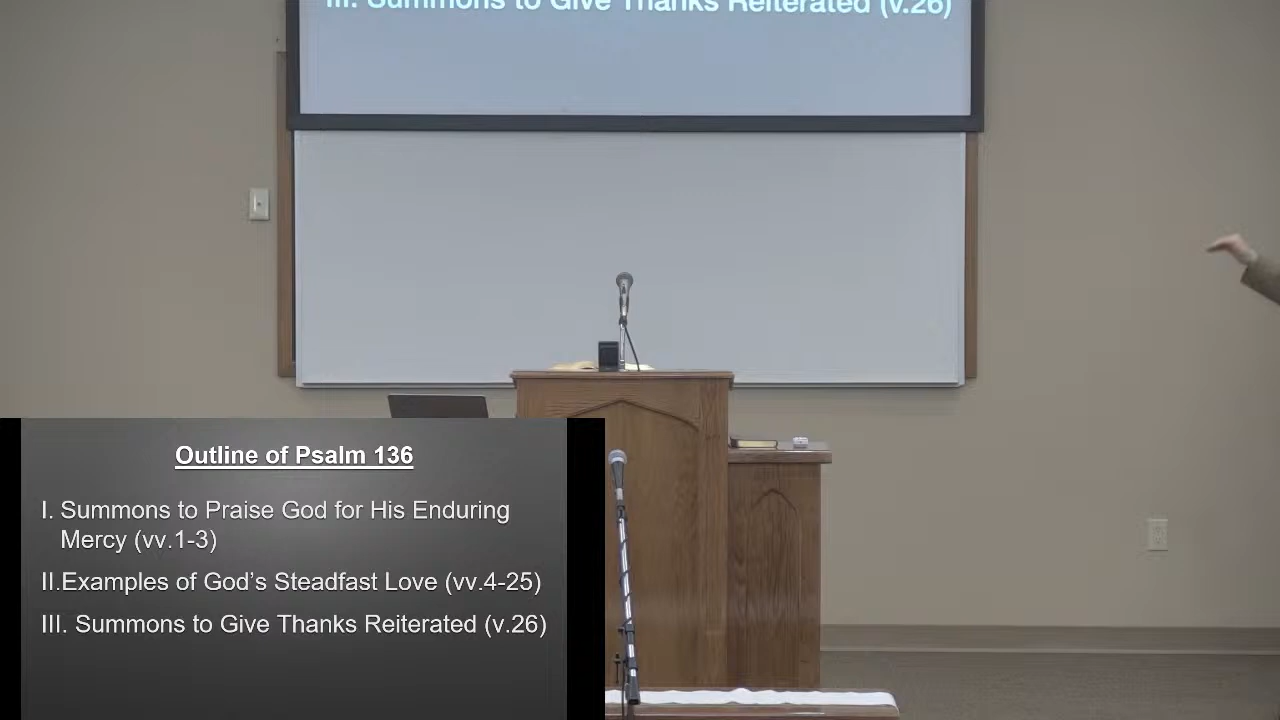 III. Summons to Give Thanks Reiterated (v.26)
Outline of Psalm 136
I. Summons to Praise God for His Enduring
Mercy (vv.1-3)
II.Examples of God’s Steadfast Love (vv.4-25)
III. Summons to Give Thanks Reiterated (v.26)